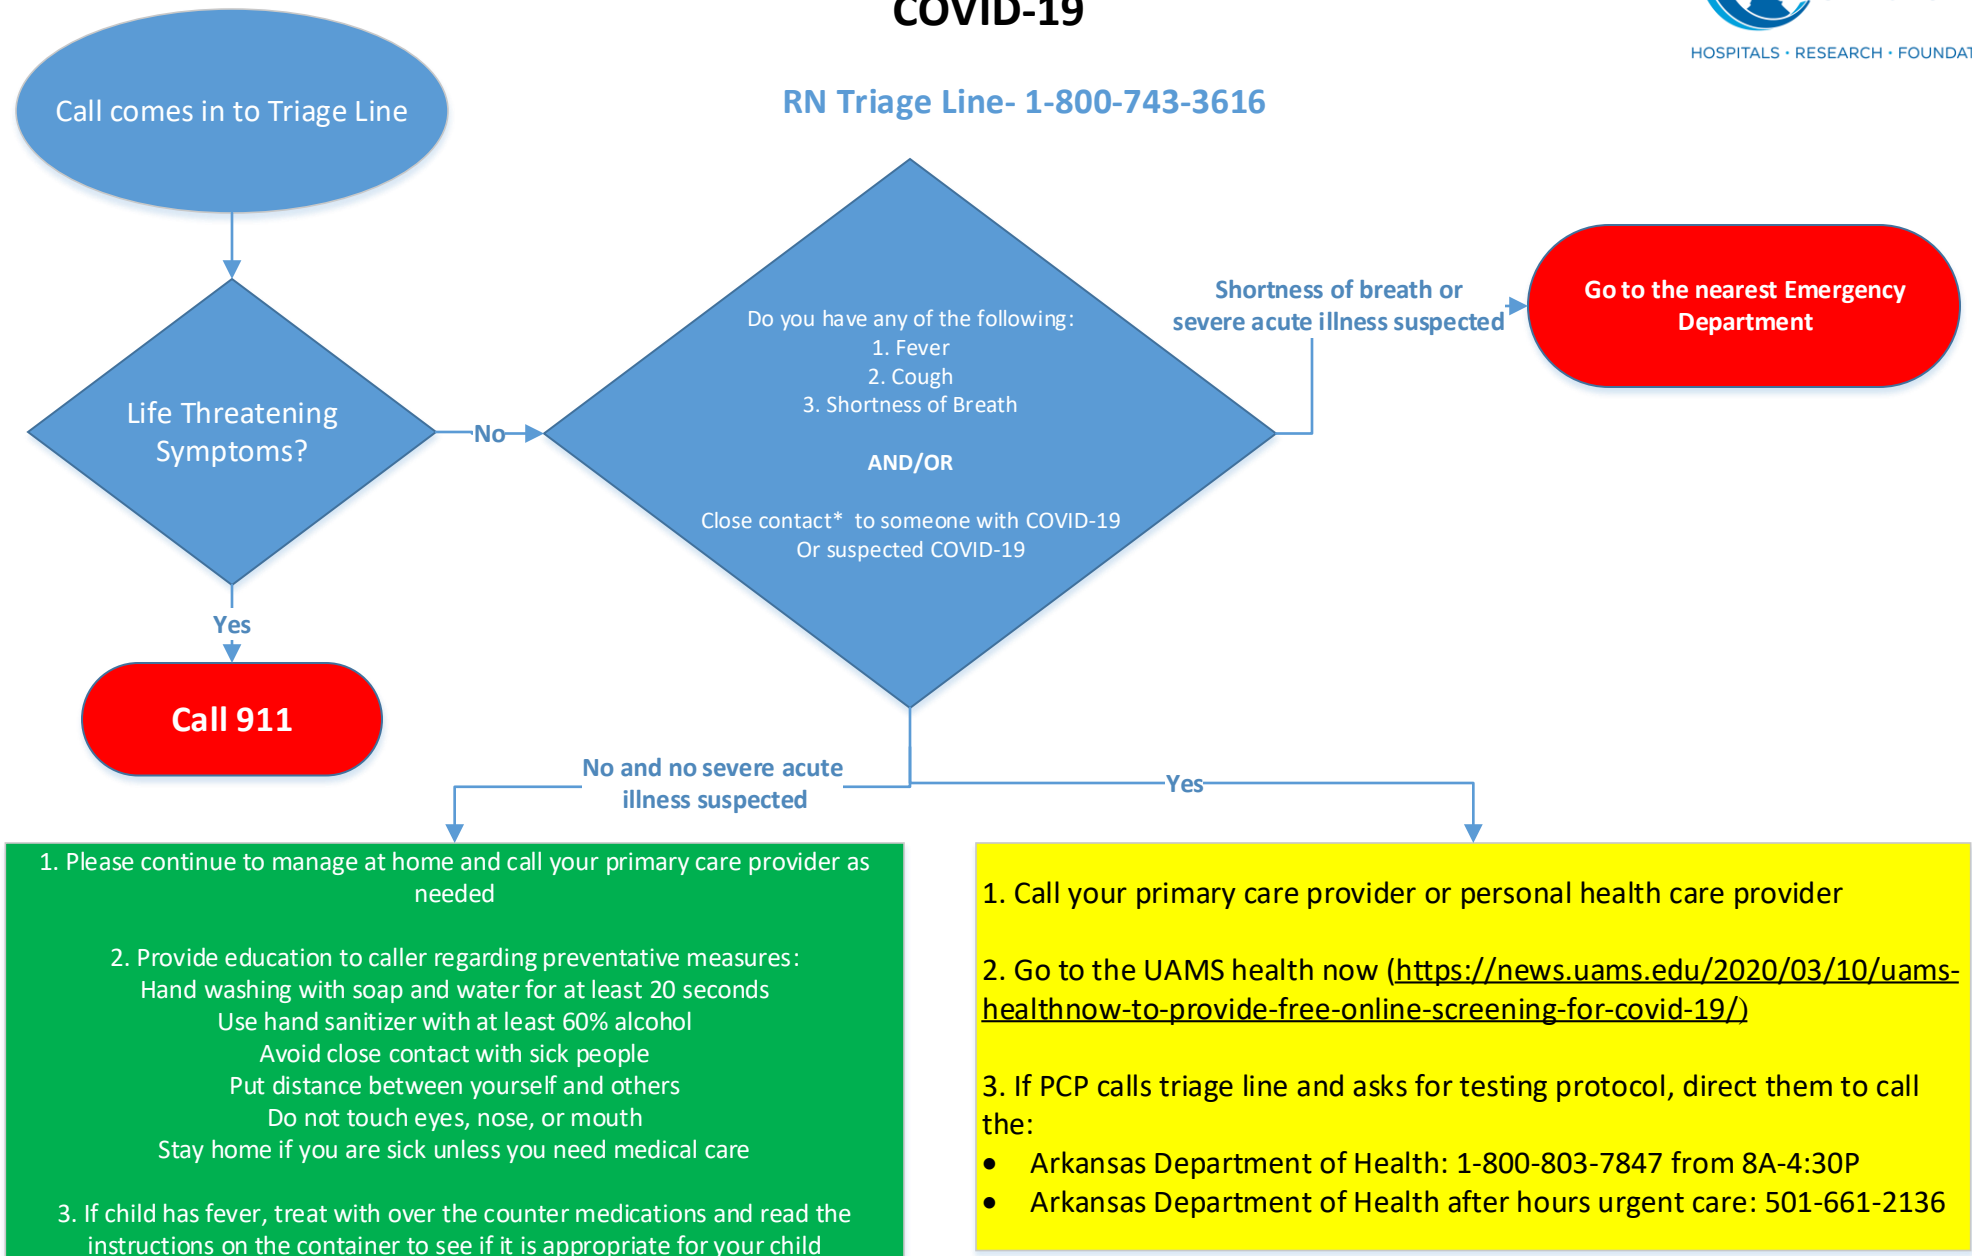 COVID-19
HOSPITALS · RESEARCH ·
RN Triage Line- 1-800-743-3616
Call comes in to Triage Line
Life Threatening
Symptoms?
No
Yes
Call 911
Do you have any of the following:
1. Fever
2. Cough
3. Shortness of Breath
AND/OR
Close contact* to someone with COVID-19
Or suspected COVID-19
Shortness of breath or
severe acute illness suspected
Go to the nearest Emergency
Department
No and no severe acute
illness suspected
Yes
1. Please continue to manage at home and call your primary care provider as
needed
2. Provide education to caller regarding preventative measures:
Hand washing with soap and water for at least 20 seconds
Use hand sanitizer with at least 60% alcohol
Avoid close contact with sick people
Put distance between yourself and others
Do not touch eyes, nose, or mouth
Stay home if you are sick unless you need medical care
3. If child has fever, treat with over the counter medications and read the
instructions on the container to see if it is appropriate for your child
1. Call your primary care provider or personal health care provider
2. Go to the UAMS health now (https://news.uams.edu/2020/03/10/uams-
healthnow-to-provide-free-online-screening-for-covid-19/)
3. If PCP calls triage line and asks for testing protocol, direct them to call
the:
• Arkansas Department of Health: 1-800-803-7847 from 8A-4:30P
• Arkansas Department of Health after hours urgent care: 501-661-2136